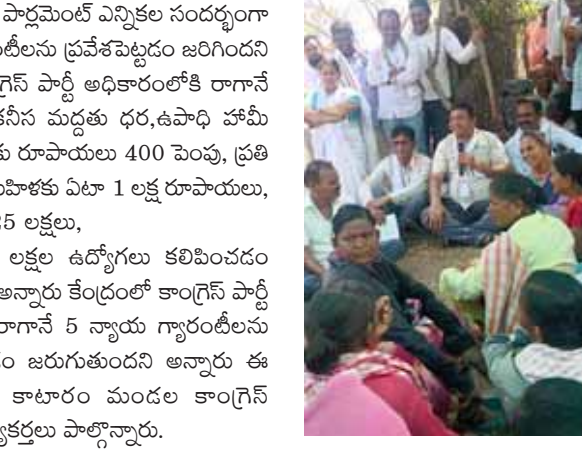 పార్లమెంట్ ఎన్నికల సందర్భంగా
ంటీలను ప్రవేశపెట్టడం జరిగిందని
గ్రెస్ పార్టీ అధికారంలోకి రాగానే
కనీస మద్దతు ధర,ఉపాధి హామీ
కు రూపాయలు 400 పెంపు, ప్రతి
మహిళకు ఏటా 1 లక్ష రూపాయలు,
25 లక్షలు,
లక్షల ఉద్యోగలు కలిపించడం
అన్నారు కేంద్రంలో కాంగ్రెస్ పార్టీ
రాగానే 5 న్యాయ గ్యారంటీలను
ం జరుగుతుందని అన్నారు ఈ
కాటారం మండల కాంగ్రెస్
్యకర్తలు పాల్గొన్నారు.